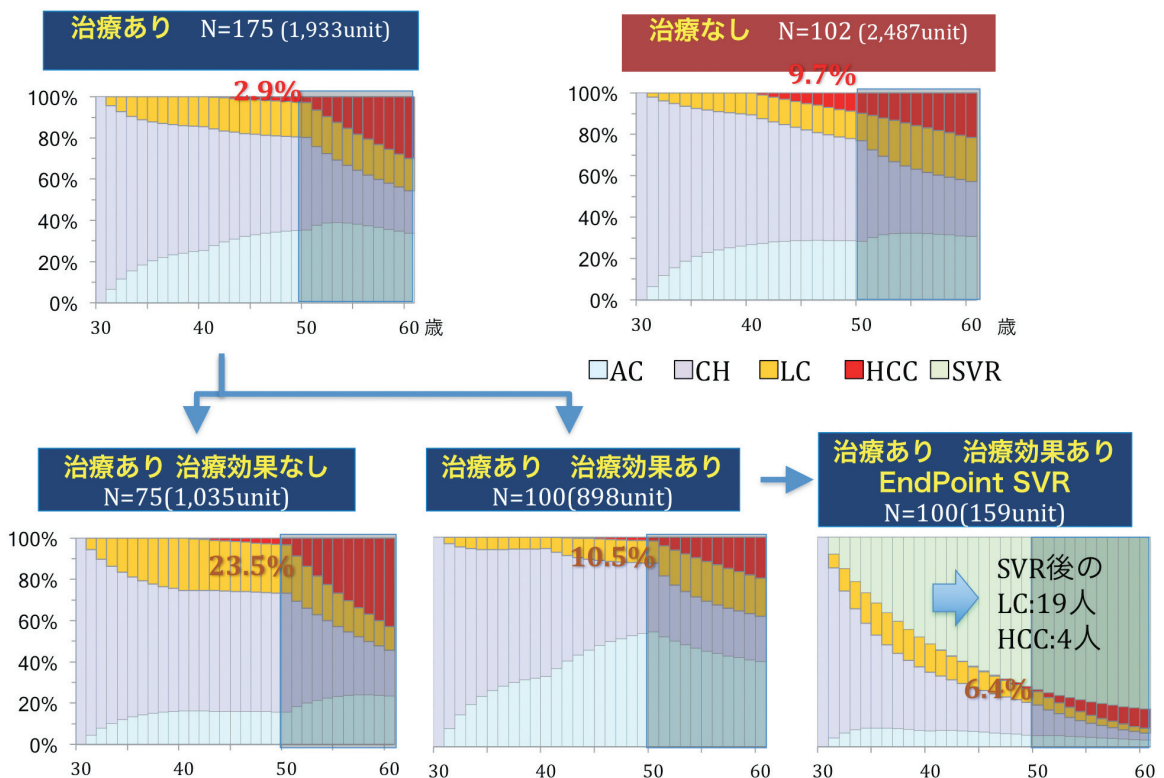 治療あり N=175 (1,933unit)
治療なし N=102 (2,487unit)
2.9%
9.7%
100%
80%
60%
40%
20%
0%
30 40 50 60 歳
100%
80%
60%
40%
20%
0%
30 40 50 60 歳
AC CH LC HCC SVR
治療あり 治療効果なし
N=75(1,035unit)
治療あり 治療効果あり
N=100(898unit)
治療あり 治療効果あり
EndPoint SVR
N=100(159unit)
100%
80%
60%
40%
20%
0%
23.5%
30 40 50 60
10.5%
30 40 50 60
SVR後の
LC:19人
HCC:4人
6.4%
30 40 50 60